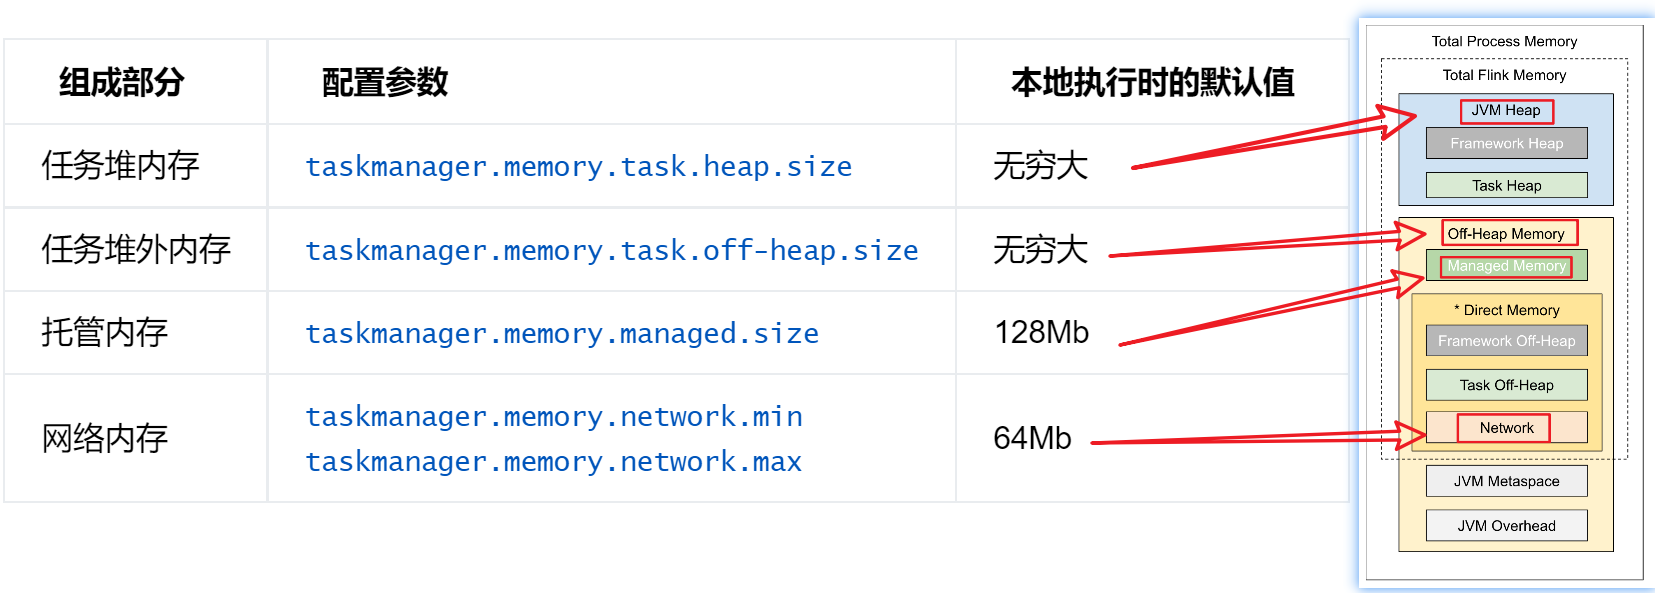 组成部分 配置参数 本地执行时的默认值
任务堆内存 taskmanager.memory.task.heap.size 无穷大
任务堆外内存 taskmanager.memory.task.off-heap.size 无穷大
托管内存 taskmanager.memory.managed.size 128Mb
网络内存 taskmanager.memory.network.min
taskmanager.memory.network.max 64Mb
Total Process Memory
Total Flink Memory
JVM Heap
Framework Heap
Task Heap
Off-Heap Memory
Managed Memory
* Direct Memory
Framework Off-Heap
Task Off-Heap
Network
JVM Metaspace
JVM Overhead